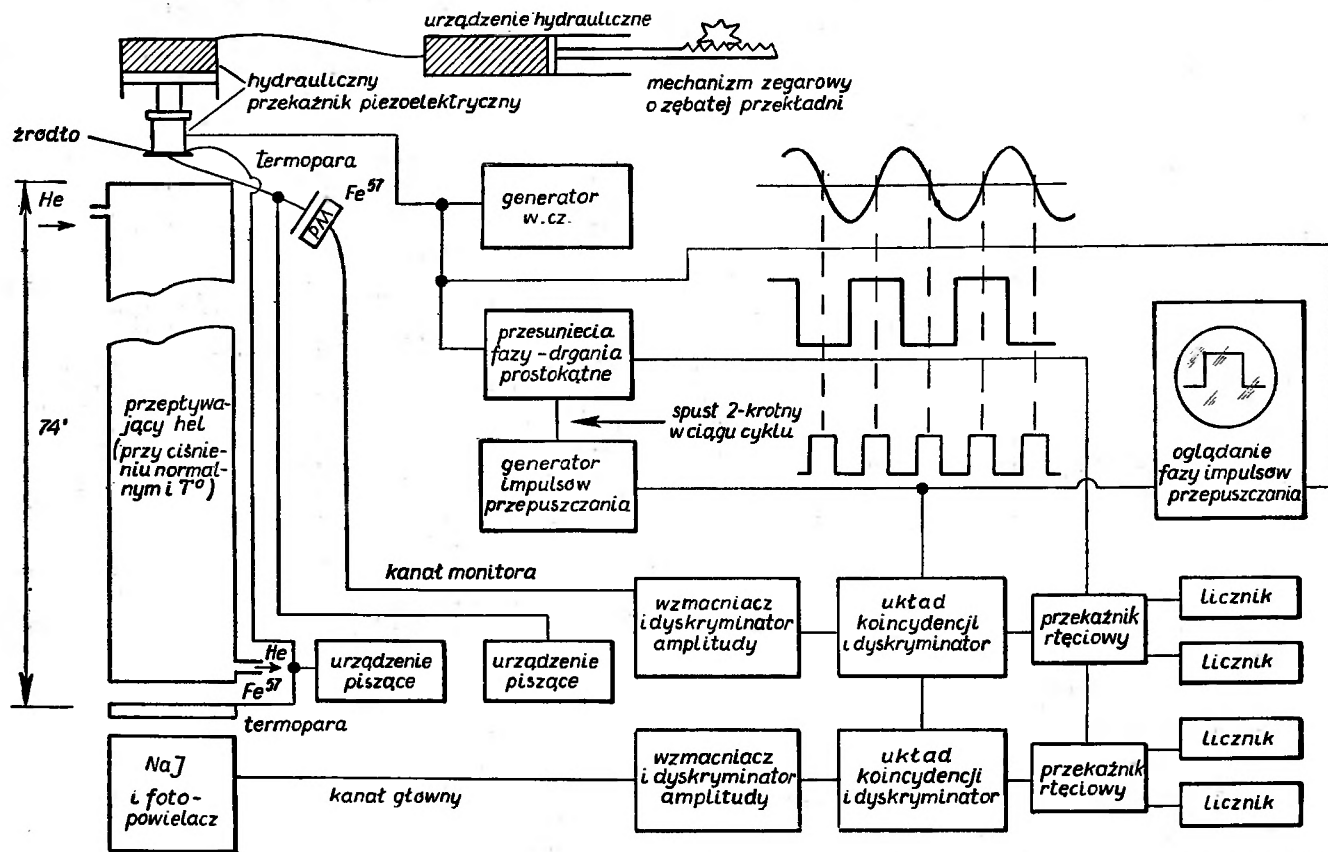 urządzenie hydrauliczne
hydrauliczny
przekaźnik piezoelektryczny
mechanizm zegarowy
o zębatej przekładni
źrodło
termopara
He
Fe⁵⁷
PM
generator
w.cz.
74'
przepływa-
jący hel
(przy ciśnie-
niu normal-
nym i T°)
przesuniecia
fazy-drgania
prostokątne
spust 2-krotny
w ciągu cyklu
generator
impulsów
przepuszczania
oglądanie
fazy impulsów
przepuszczania
kanał monitora
wzmacniacz
i dyskryminator
amplitudy
układ
koincydencji
i dyskryminator
przekaźnik
rtęciowy
licznik
licznik
He
Fe⁵⁷
urządzenie
piszące
urządzenie
piszące
termopara
NaJ
i foto-
powielacz
kanał główny
wzmacniacz
i dyskryminator
amplitudy
układ
koincydencji
i dyskryminator
przekaźnik
rtęciowy
licznik
licznik